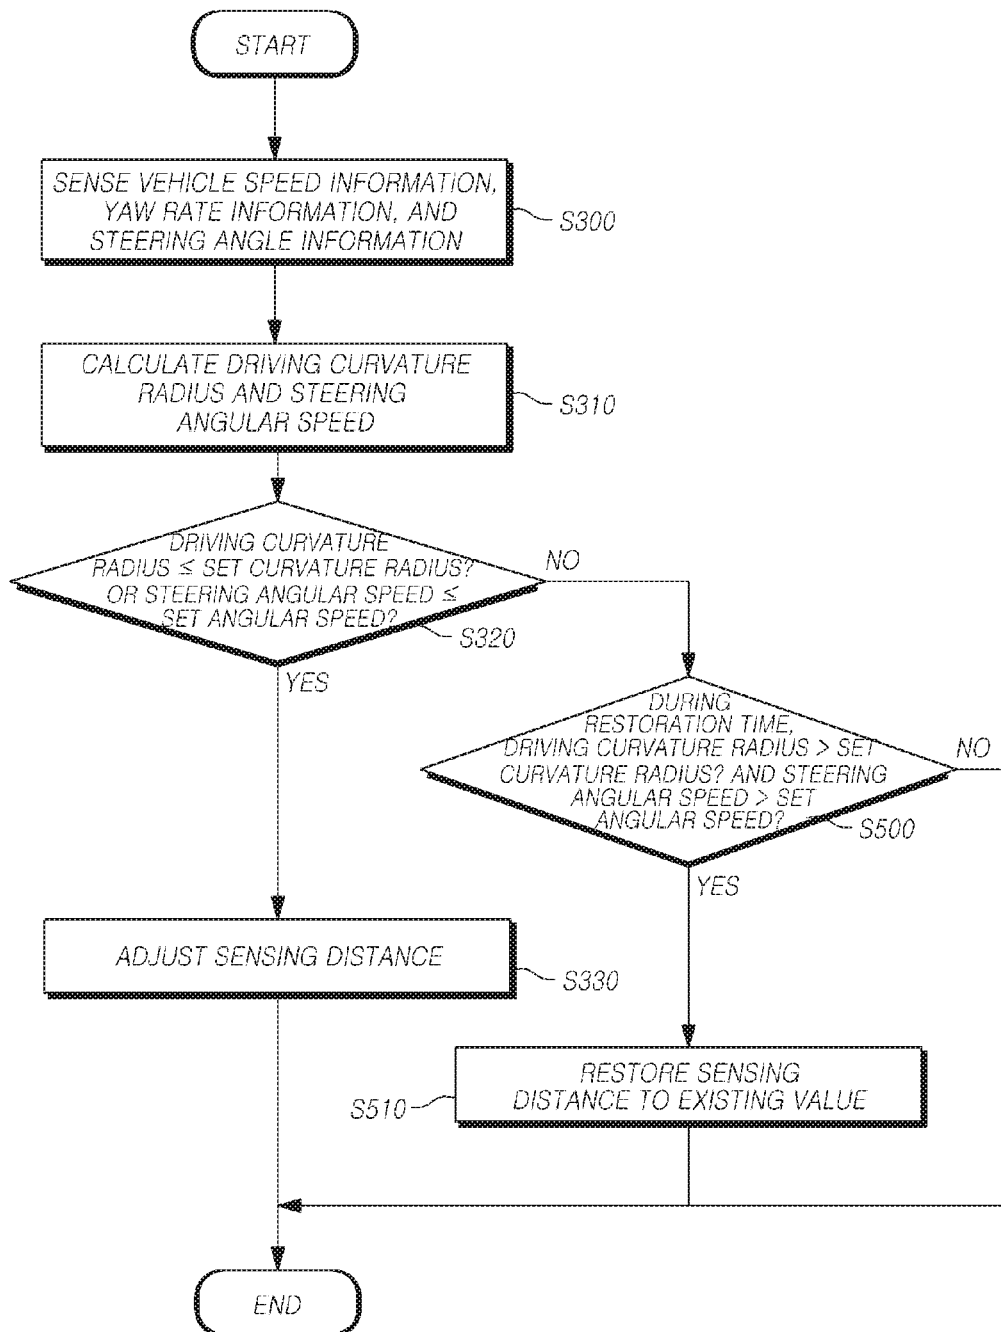 START
SENSE VEHICLE SPEED INFORMATION,
YAW RATE INFORMATION, AND
STEERING ANGLE INFORMATION
S300
CALCULATE DRIVING CURVATURE
RADIUS AND STEERING
ANGULAR SPEED
S310
DRIVING CURVATURE
RADIUS ≤ SET CURVATURE RADIUS?
OR STEERING ANGULAR SPEED ≤
SET ANGULAR SPEED?
S320
NO
YES
DURING
RESTORATION TIME,
DRIVING CURVATURE RADIUS > SET
CURVATURE RADIUS? AND STEERING
ANGULAR SPEED > SET
ANGULAR SPEED?
S500
NO
YES
ADJUST SENSING DISTANCE
S330
RESTORE SENSING
DISTANCE TO EXISTING VALUE
S510
END